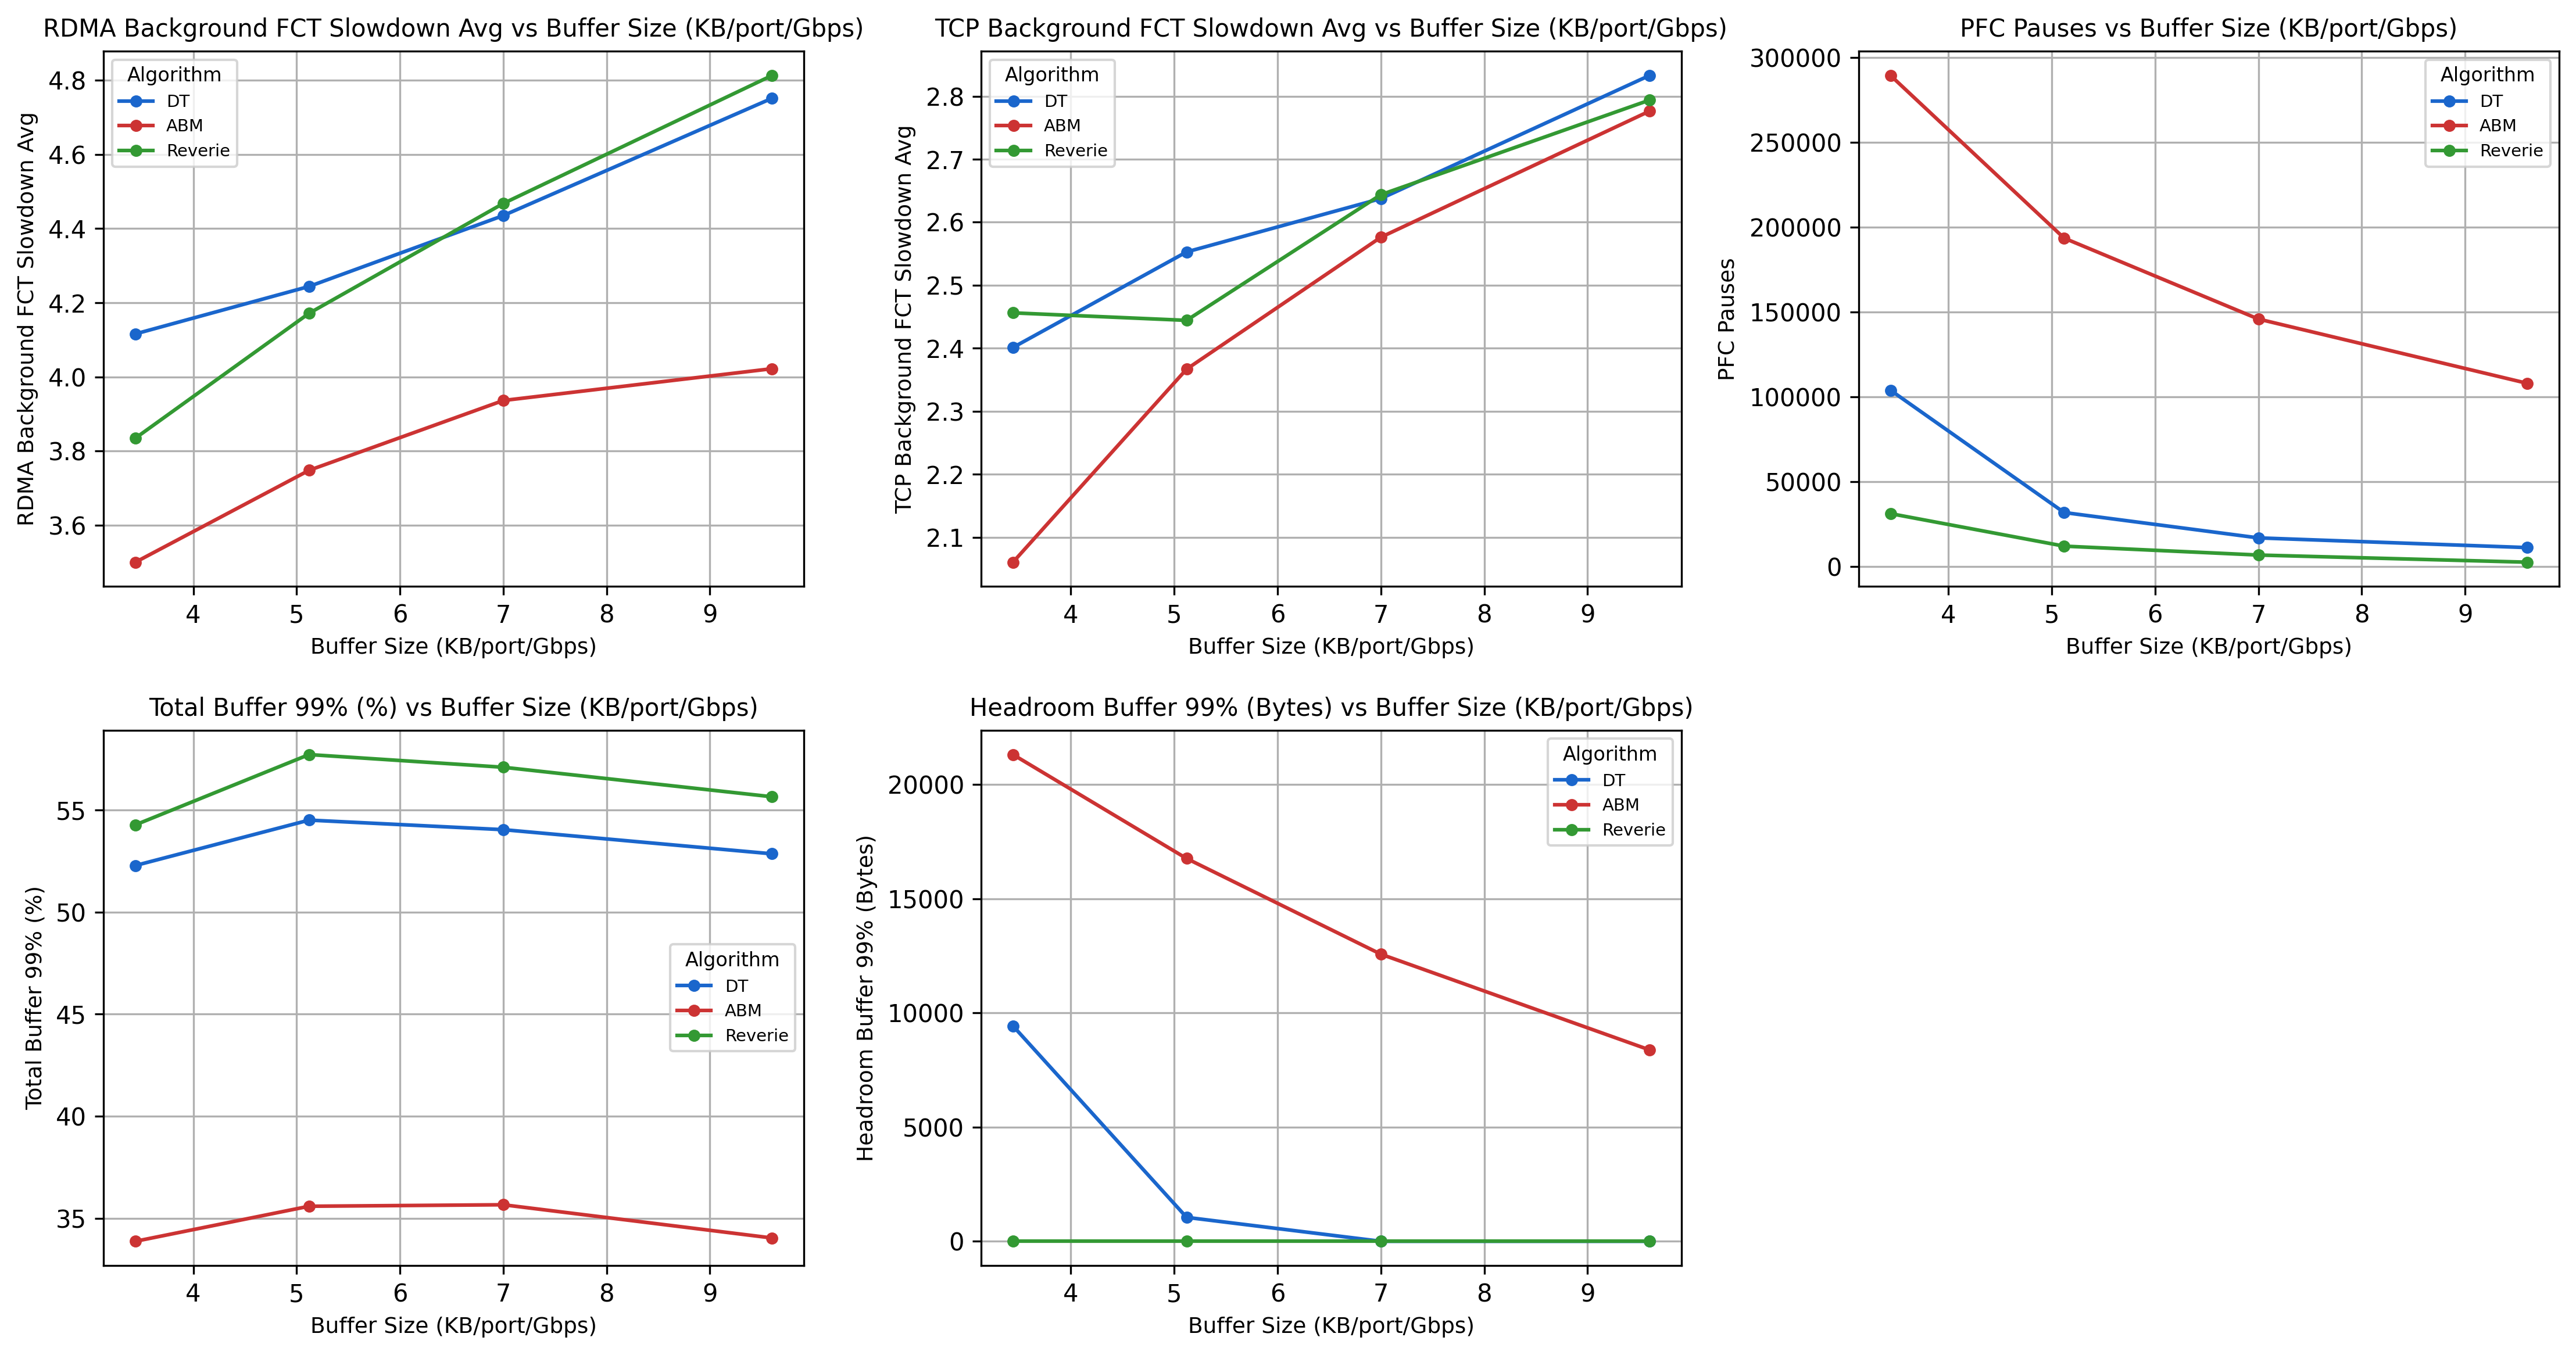 RDMA Background FCT Slowdown Avg vs Buffer Size (KB/port/Gbps)
RDMA Background FCT Slowdown Avg
4.8
4.6
4.4
4.2
4.0
3.8
3.6
Algorithm
DT
ABM
Reverie
4 5 6 7 8 9
Buffer Size (KB/port/Gbps)
TCP Background FCT Slowdown Avg vs Buffer Size (KB/port/Gbps)
TCP Background FCT Slowdown Avg
2.8
2.7
2.6
2.5
2.4
2.3
2.2
2.1
Algorithm
DT
ABM
Reverie
4 5 6 7 8 9
Buffer Size (KB/port/Gbps)
PFC Pauses vs Buffer Size (KB/port/Gbps)
PFC Pauses
300000
250000
200000
150000
100000
50000
0
Algorithm
DT
ABM
Reverie
4 5 6 7 8 9
Buffer Size (KB/port/Gbps)
Total Buffer 99% (%) vs Buffer Size (KB/port/Gbps)
Total Buffer 99% (%)
55
50
45
40
35
Algorithm
DT
ABM
Reverie
4 5 6 7 8 9
Buffer Size (KB/port/Gbps)
Headroom Buffer 99% (Bytes) vs Buffer Size (KB/port/Gbps)
Headroom Buffer 99% (Bytes)
20000
15000
10000
5000
0
Algorithm
DT
ABM
Reverie
4 5 6 7 8 9
Buffer Size (KB/port/Gbps)